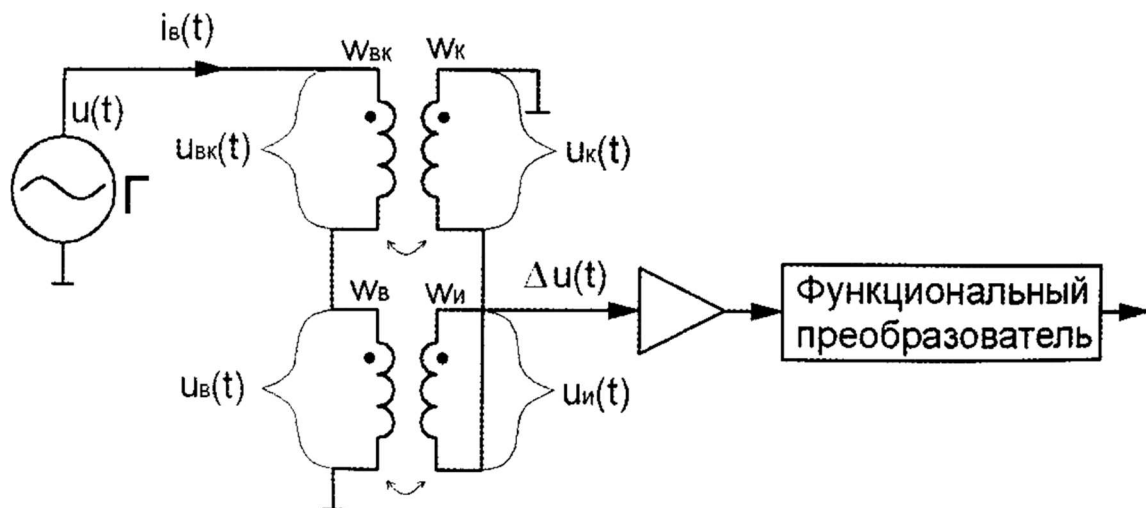 iв(t)
wвк wк
u(t)
Г
uвк(t)
uк(t)
wв wи
Δu(t)
Функциональный
преобразователь
uв(t)
uи(t)